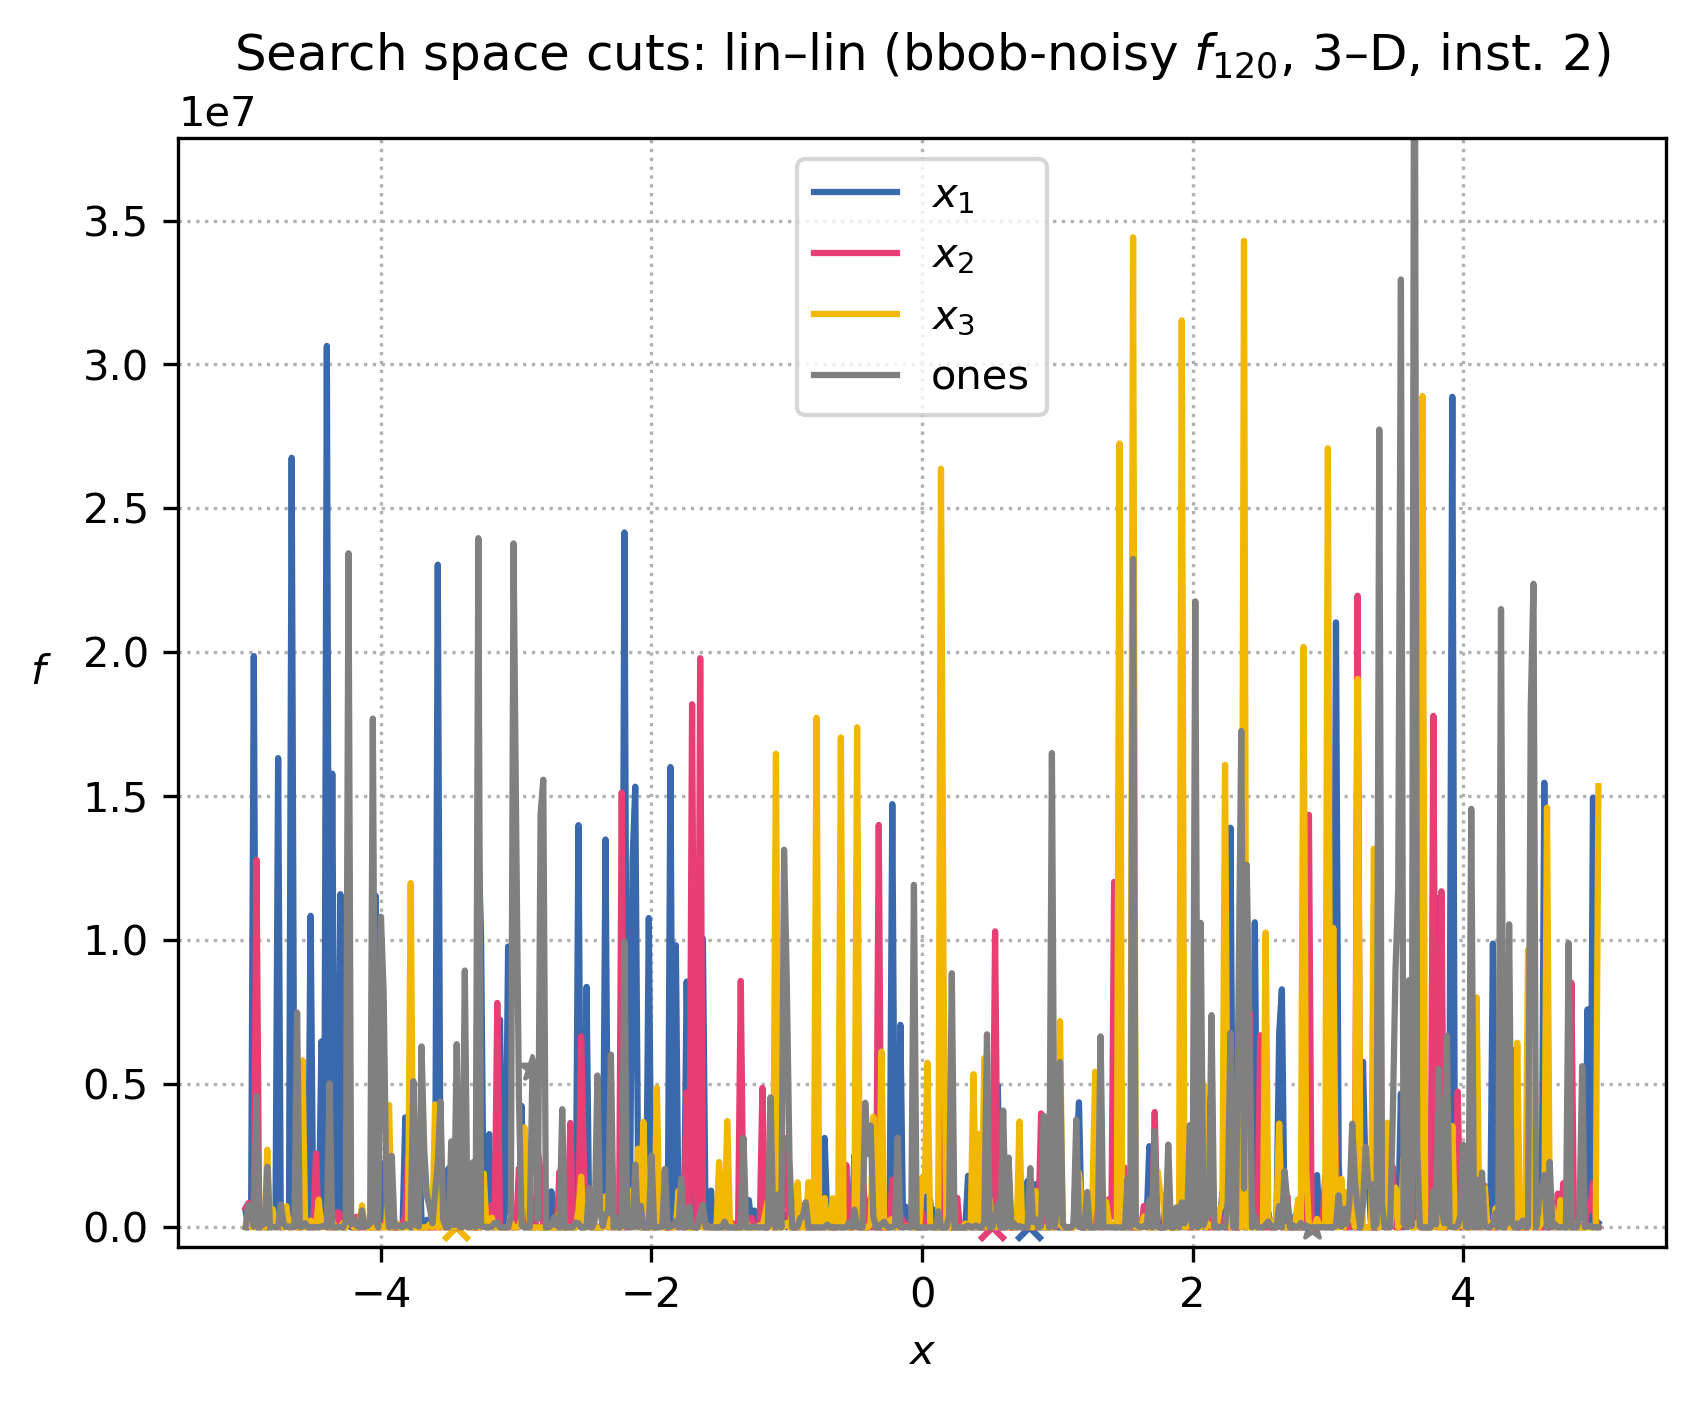 Search space cuts: lin–lin (bbob-noisy f₁₂₀, 3–D, inst. 2)
1e7
x₁
x₂
x₃
ones
3.5
3.0
2.5
2.0
1.5
1.0
0.5
0.0
f
−4
−2
0
2
4
x